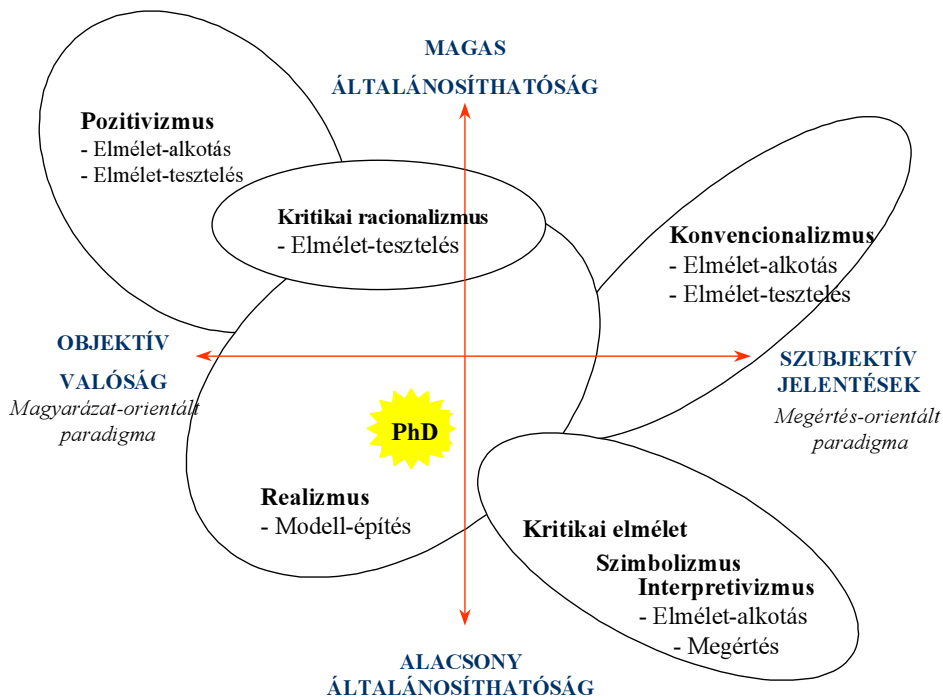 MAGAS
ÁLTALÁNOSÍTHATÓSÁG
Pozitivizmus
- Elmélet-alkotás
- Elmélet-tesztelés
Kritikai racionalizmus
- Elmélet-tesztelés
Konvencionalizmus
- Elmélet-alkotás
- Elmélet-tesztelés
OBJEKTÍV
VALÓSÁG
Magyarázat-orientált
paradigma
SZUBJEKTÍV
JELENTÉSEK
Megértés-orientált
paradigma
PhD
Realizmus
- Modell-építés
Kritikai elmélet
Szimbolizmus
Interpretivizmus
- Elmélet-alkotás
- Megértés
ALACSONY
ÁLTALÁNOSÍTHATÓSÁG